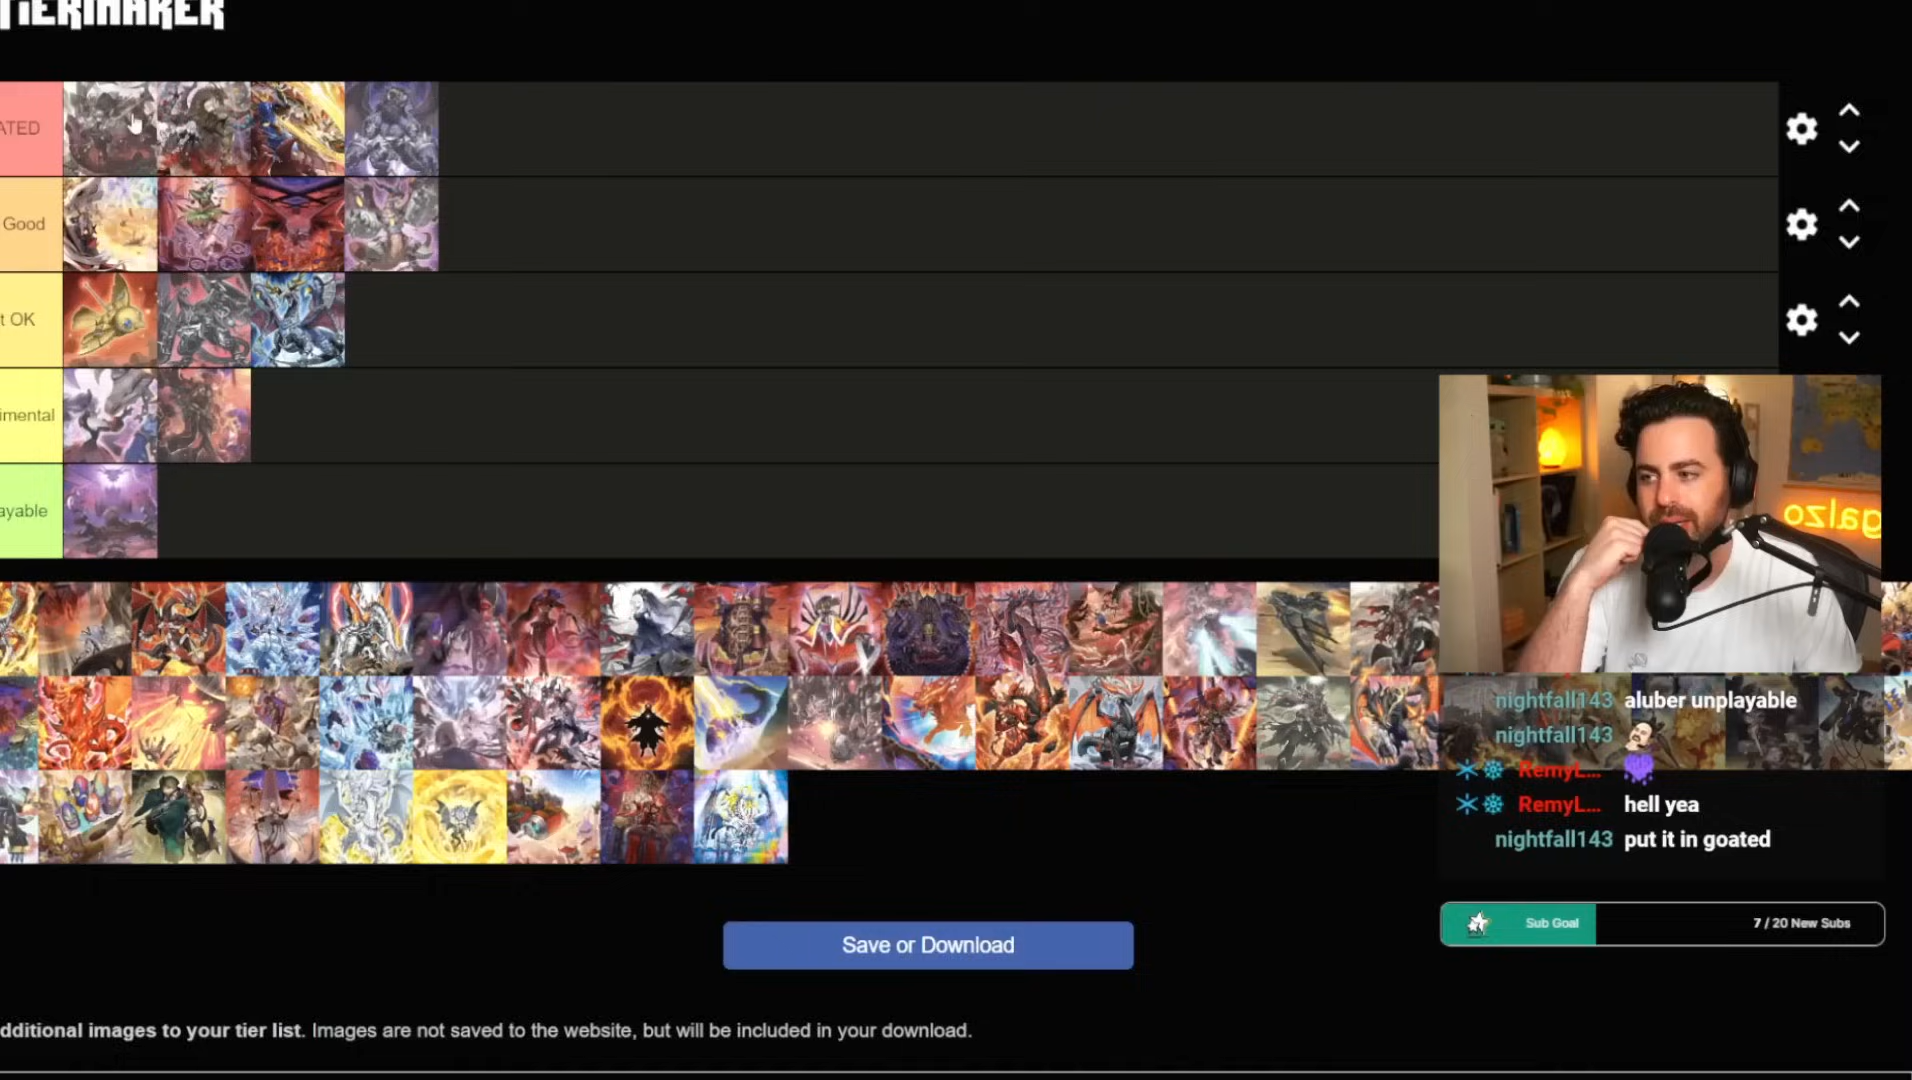 TIERMAKER
ATED
Good
t OK
imental
ayable
galzo
nightfall143 aluber unplayable
nightfall143
RemyL...
RemyL... hell yea
nightfall143 put it in goated
Sub Goal 7 / 20 New Subs
Save or Download
dditional images to your tier list. Images are not saved to the website, but will be included in your download.